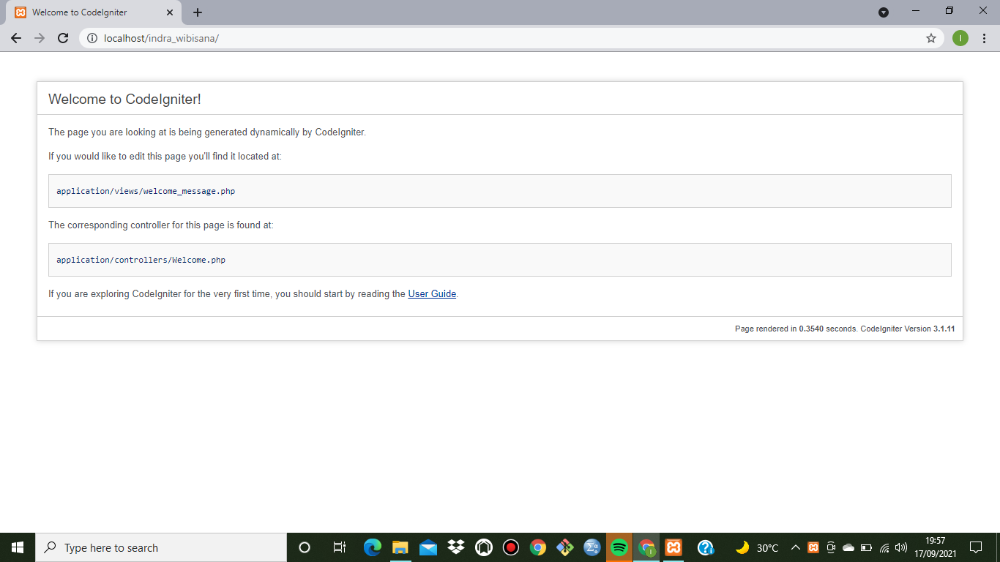 Welcome to CodeIgniter
localhost/indra_wibisana/
I
Welcome to CodeIgniter!
The page you are looking at is being generated dynamically by CodeIgniter.
If you would like to edit this page you'll find it located at:
application/views/welcome_message.php
The corresponding controller for this page is found at:
application/controllers/Welcome.php
If you are exploring CodeIgniter for the very first time, you should start by reading the User Guide.
Page rendered in 0.3540 seconds. CodeIgniter Version 3.1.11
Type here to search
30°C
19:57
17/09/2021